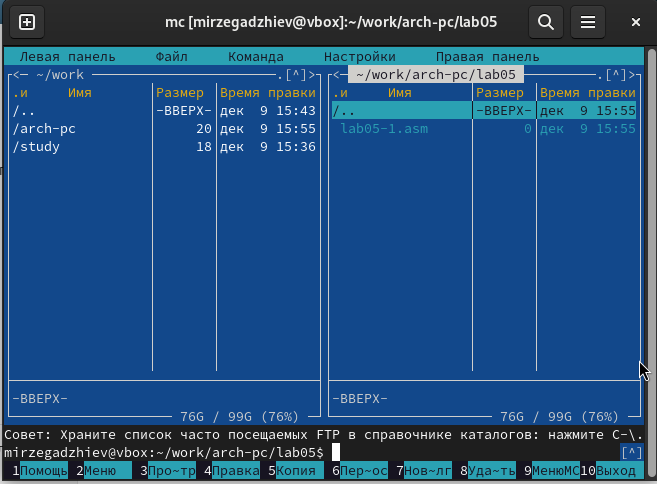 mc [mirzegadzhiev@vbox]:~/work/arch-pc/lab05
Левая панель Файл Команда Настройки Правая панель
<— ~/work .[^]> <— ~/work/arch-pc/lab05 .[^]>
.и Имя Размер Время правки .и Имя Размер Время правки
/.. -ВВЕРХ- дек 9 15:43 /.. -ВВЕРХ- дек 9 15:55
/arch-pc 20 дек 9 15:55 lab05-1.asm 0 дек 9 15:55
/study 18 дек 9 15:36
-ВВЕРХ- -ВВЕРХ-
76G / 99G (76%) 76G / 99G (76%)
Совет: Храните список часто посещаемых FTP в справочнике каталогов: нажмите C-\.
mirzegadzhiev@vbox:~/work/arch-pc/lab05$ [^]
1Помощь 2Меню 3Про~тр 4Правка 5Копия 6Пер~ос 7Нов~лг 8Уда~ть 9МенюMC 10Выход